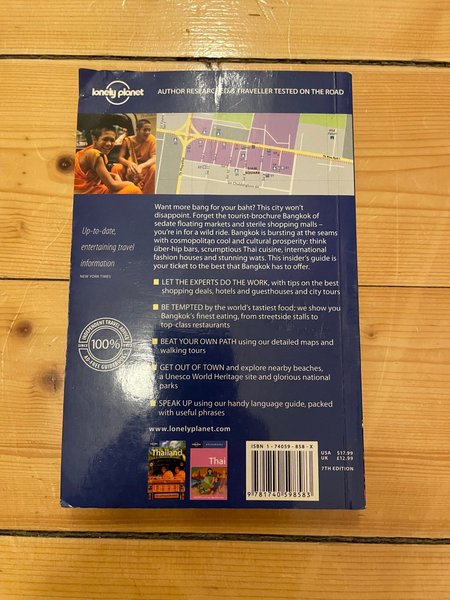 lonely planet
AUTHOR RESEARCHED & TRAVELLER TESTED ON THE ROAD
Want more bang for your baht? This city won't
disappoint. Forget the tourist-brochure Bangkok of
sedate floating markets and sterile shopping malls –
you're in for a wild ride. Bangkok is bursting at the seams
with cosmopolitan cool and cultural prosperity: think
über-hip bars, scrumptious Thai cuisine, international
fashion houses and stunning wats. This insider's guide is
your ticket to the best that Bangkok has to offer.
Up-to-date,
entertaining travel
information
NEW YORK TIMES
LET THE EXPERTS DO THE WORK, with tips on the best
shopping deals, hotels and guesthouses and city tours
BE TEMPTED by the world's tastiest food; we show you
Bangkok's finest eating, from streetside stalls to
top-class restaurants
BEAT YOUR OWN PATH using our detailed maps and
walking tours
GET OUT OF TOWN and explore nearby beaches,
a Unesco World Heritage site and glorious national
parks
SPEAK UP using our handy language guide, packed
with useful phrases
INDEPENDENT TRAVEL
100%
AD-FREE
www.lonelyplanet.com
Thailand
Thai
ISBN 1-74059-858-X
9 781740 598583
USA $17.99
UK £12.99
7TH EDITION